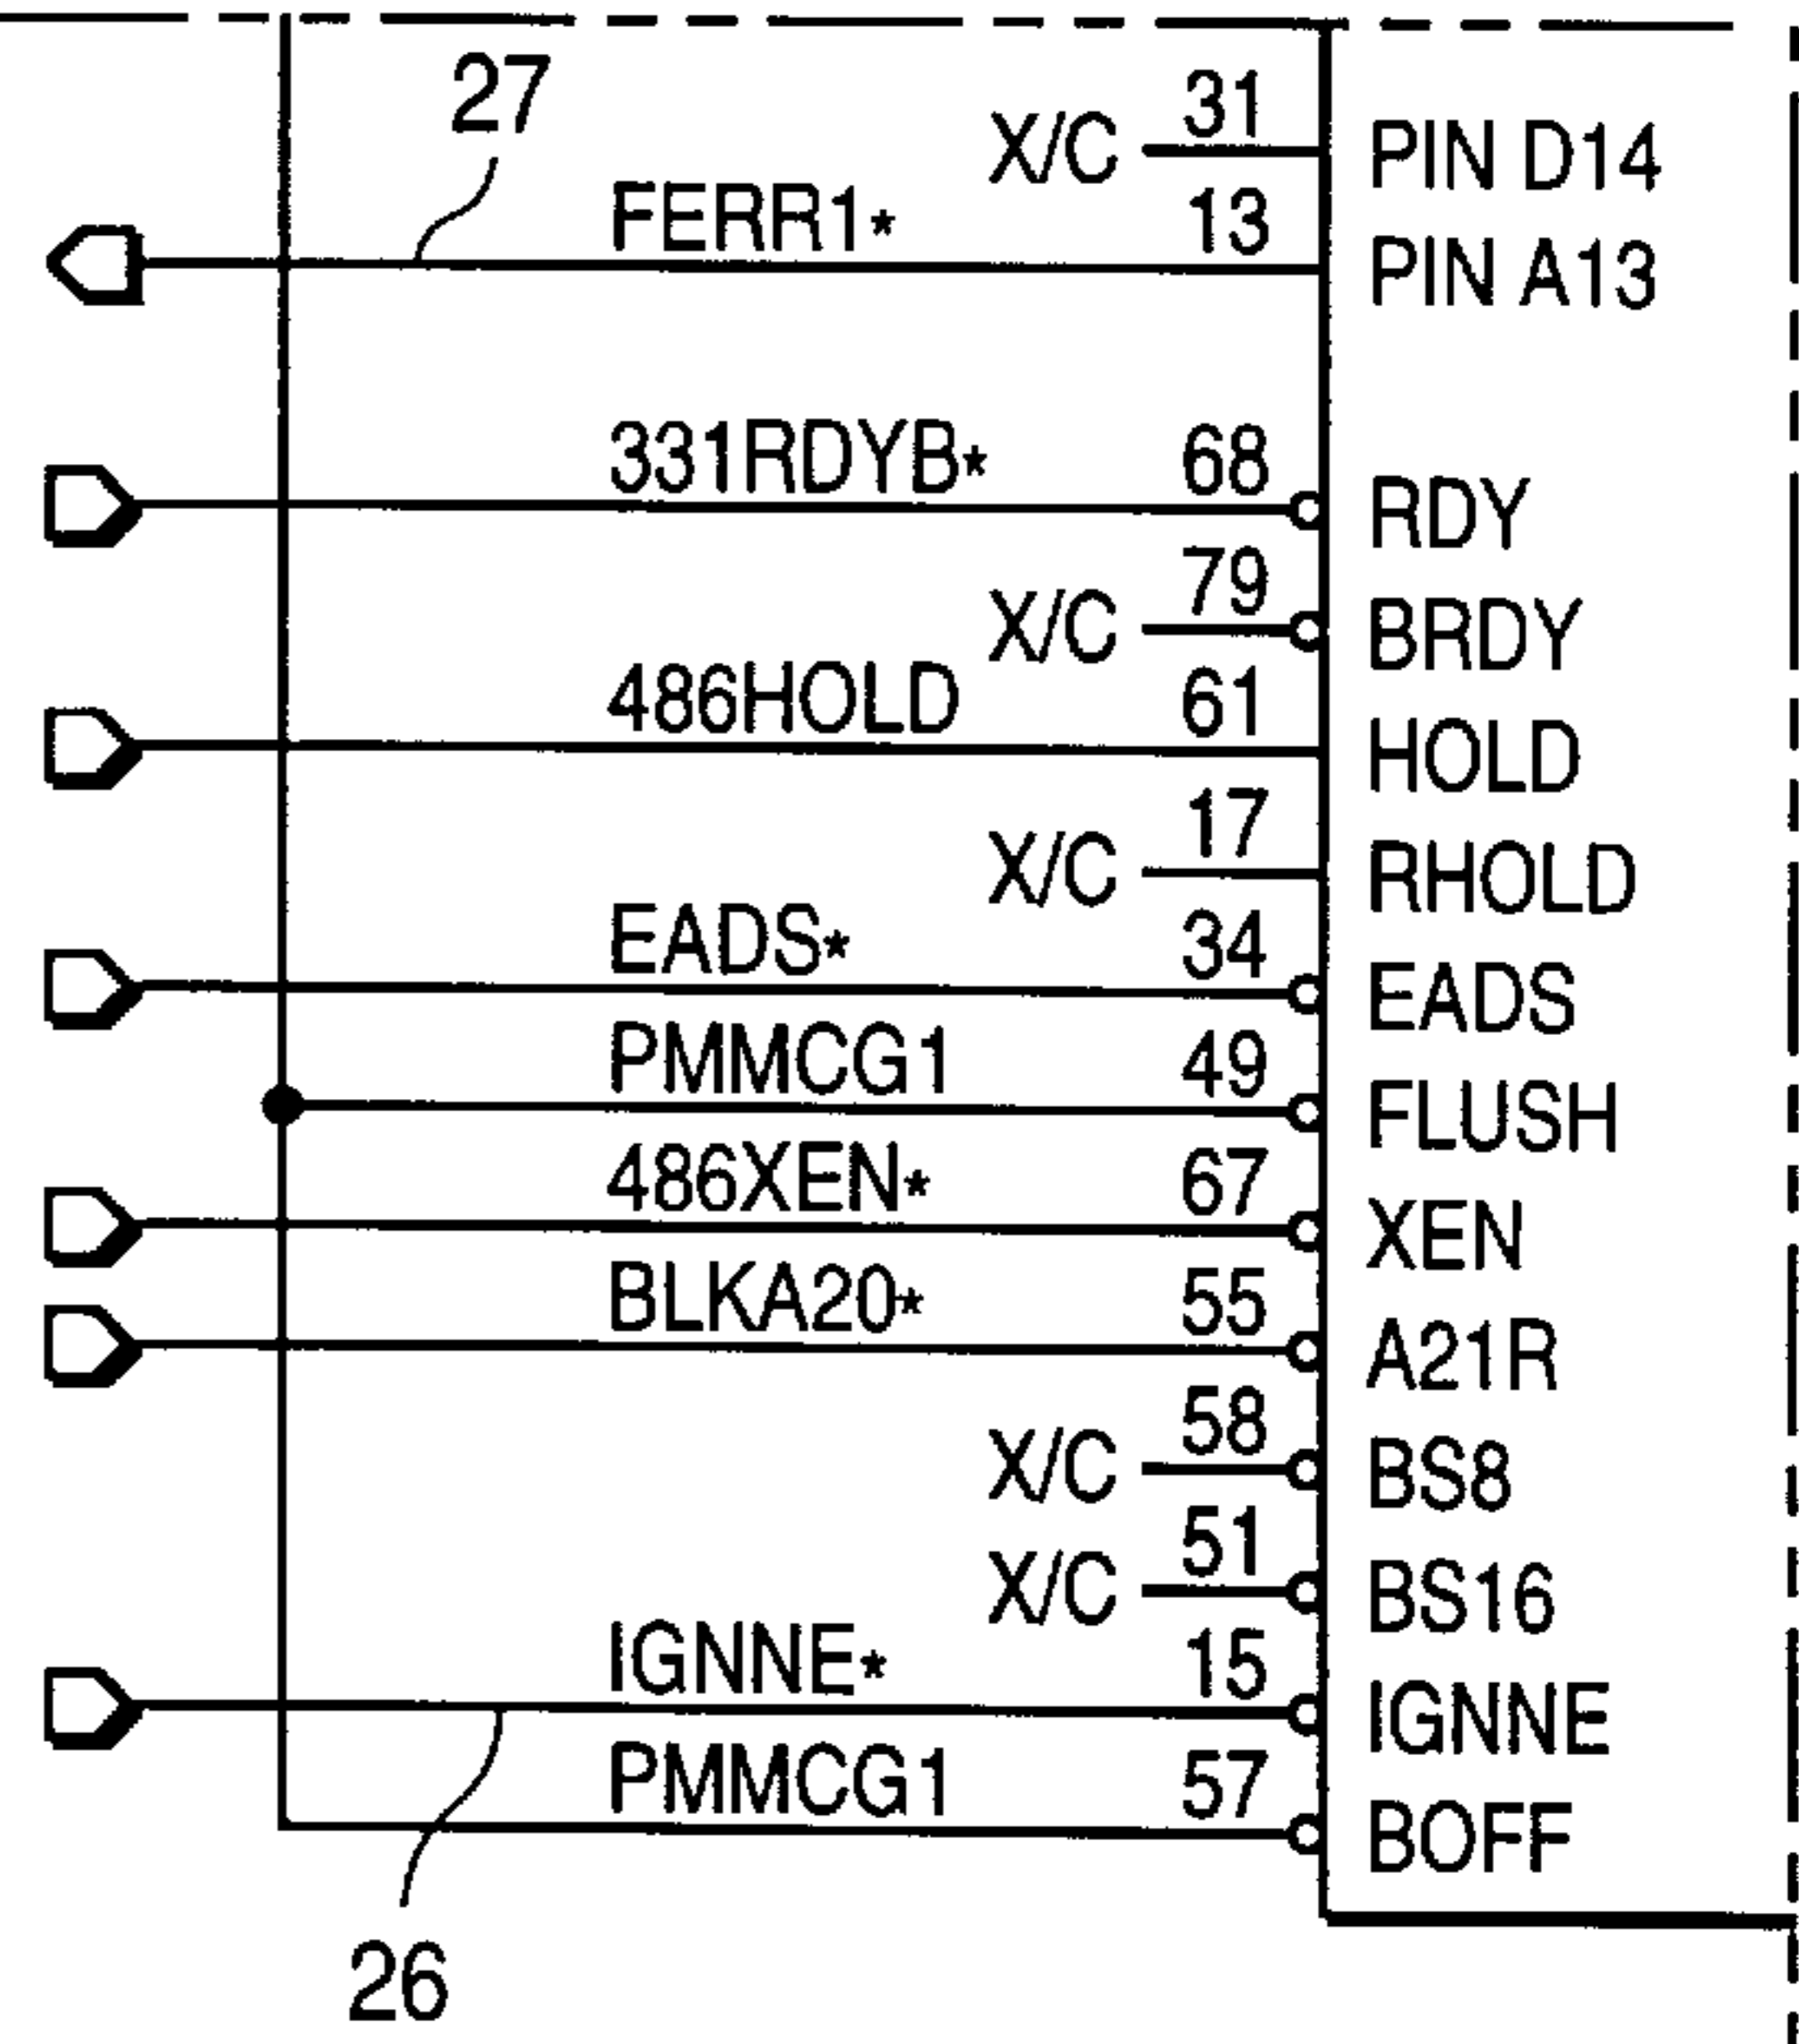 27
X/C 31 PIN D14
FERR1* 13 PIN A13
331RDYB* 68 RDY
X/C 79 BRDY
486HOLD 61 HOLD
X/C 17 RHOLD
EADS* 34 EADS
PMMCG1 49 FLUSH
486XEN* 67 XEN
BLKA20* 55 A21R
X/C 58 BS8
X/C 51 BS16
IGNNE* 15 IGNNE
PMMCG1 57 BOFF
26